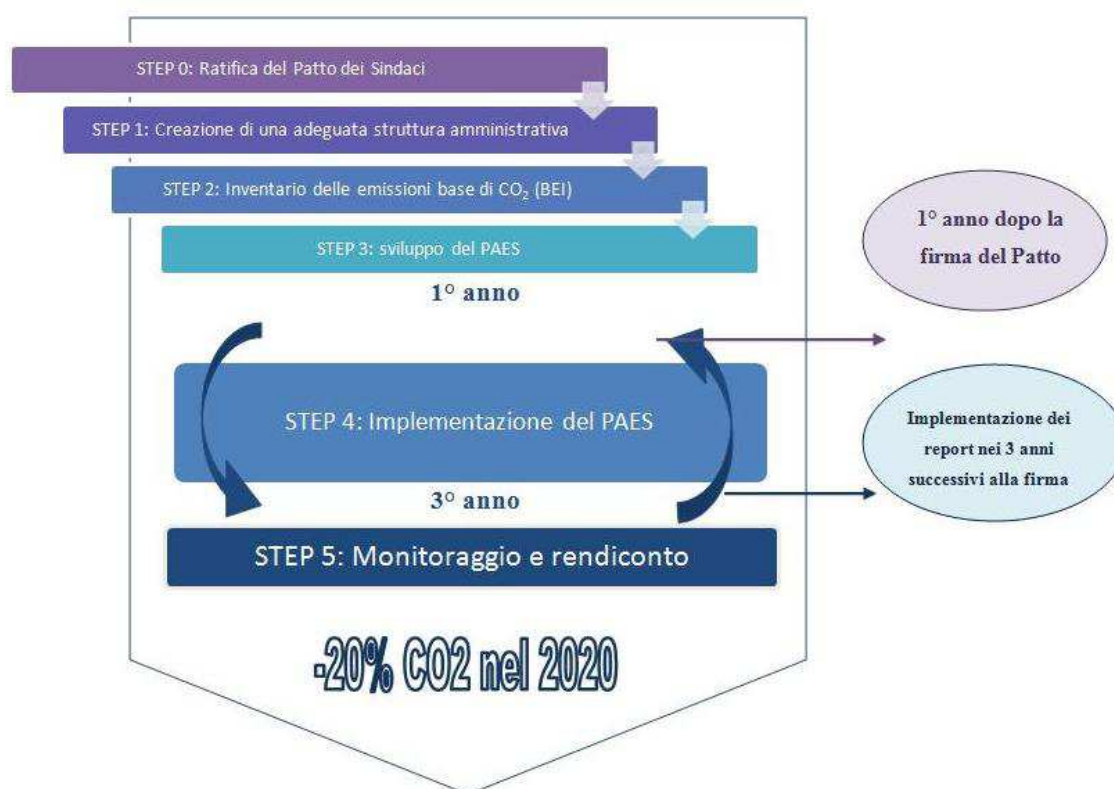 STEP 0: Ratifica del Patto dei Sindaci
STEP 1: Creazione di una adeguata struttura amministrativa
STEP 2: Inventario delle emissioni base di CO₂ (BEI)
STEP 3: sviluppo del PAES
1° anno
1° anno dopo la
firma del Patto
STEP 4: Implementazione del PAES
Implementazione dei
report nei 3 anni
successivi alla firma
3° anno
STEP 5: Monitoraggio e rendiconto
-20% CO2 nel 2020